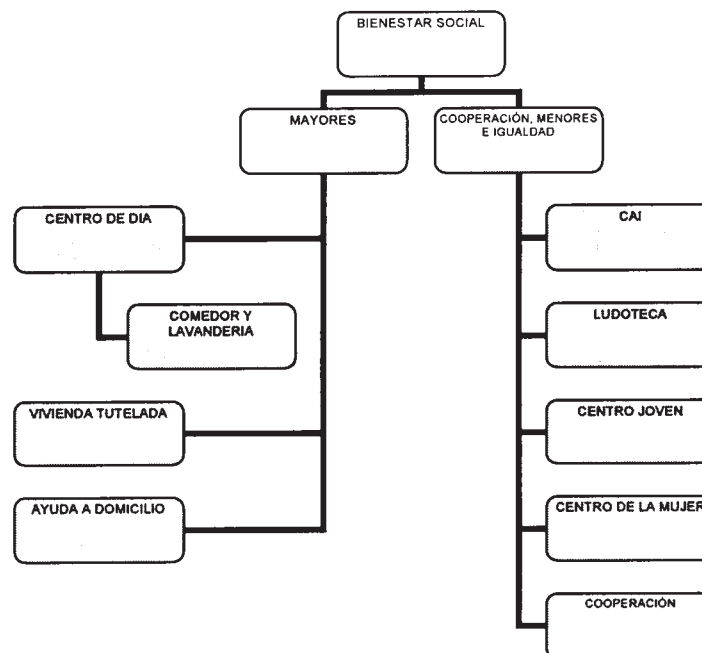 BIENESTAR SOCIAL
MAYORES
COOPERACIÓN, MENORES
E IGUALDAD
CENTRO DE DIA
CAI
COMEDOR Y
LAVANDERIA
LUDOTECA
VIVIENDA TUTELADA
CENTRO JOVEN
AYUDA A DOMICILIO
CENTRO DE LA MUJER
COOPERACIÓN